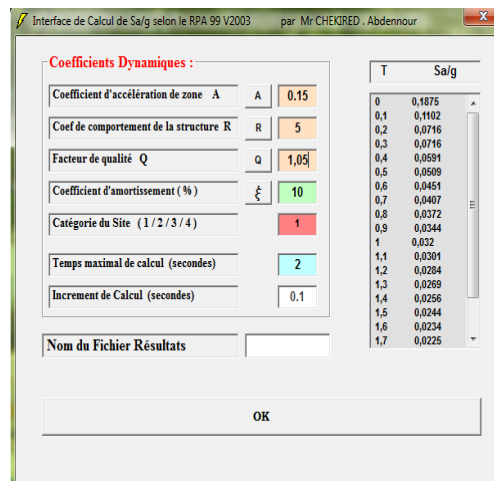 Interface de Calcul de Sa/g selon le RPA 99 V2003 par Mr CHEKIRED . Abdennour
Coefficients Dynamiques :
Coefficient d'accélération de zone A A 0.15
Coef de comportement de la structure R R 5
Facteur de qualité Q Q 1,05
Coefficient d'amortissement ( % ) ξ 10
Catégorie du Site ( 1 / 2 / 3 / 4 ) 1
Temps maximal de calcul (secondes) 2
Increment de Calcul (secondes) 0.1
Nom du Fichier Résultats
T Sa/g
0 0,1875
0,1 0,1102
0,2 0,0716
0,3 0,0716
0,4 0,0591
0,5 0,0509
0,6 0,0451
0,7 0,0407
0,8 0,0372
0,9 0,0344
1 0,032
1,1 0,0301
1,2 0,0284
1,3 0,0269
1,4 0,0256
1,5 0,0244
1,6 0,0234
1,7 0,0225
OK